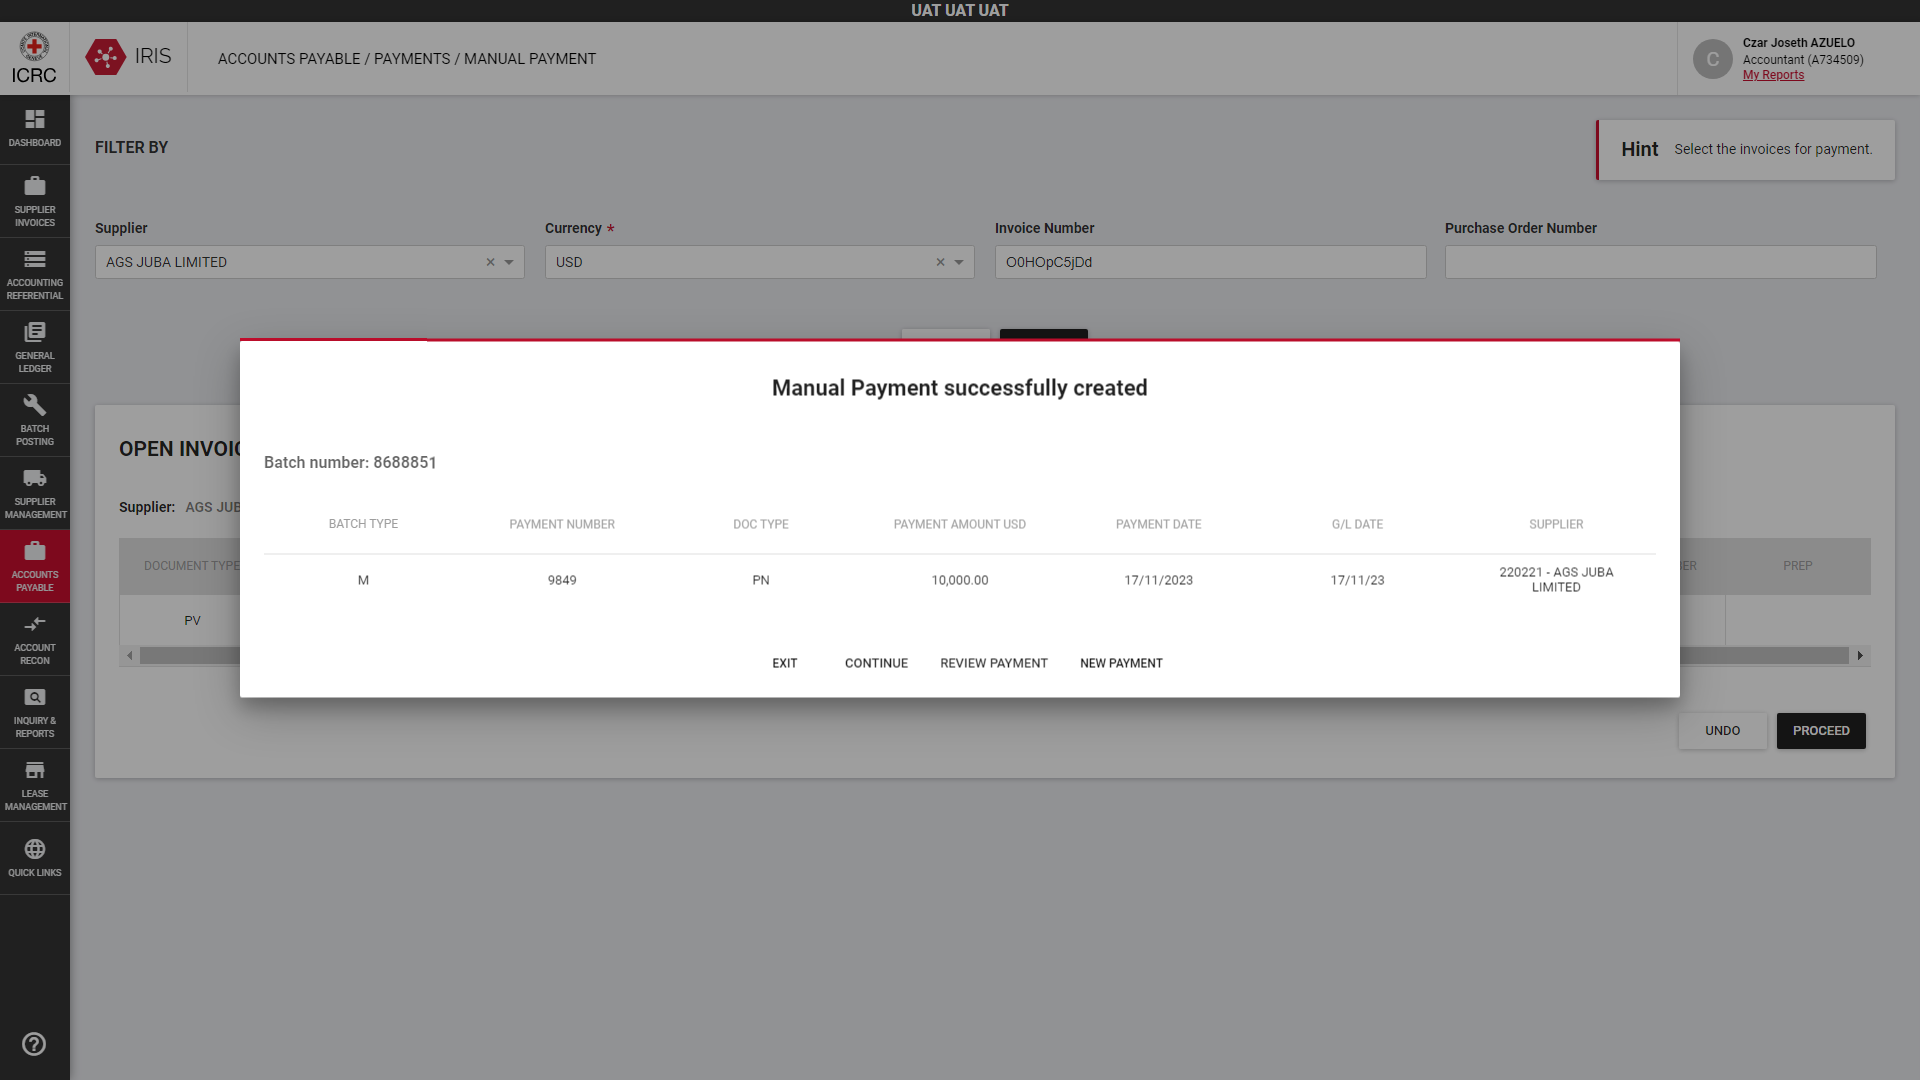 UAT UAT UAT
ICRC
IRIS
ACCOUNTS PAYABLE / PAYMENTS / MANUAL PAYMENT
C
Czar Joseth AZUELO
Accountant (A734509)
My Reports
DASHBOARD
SUPPLIER
INVOICES
ACCOUNTING
REFERENTIAL
GENERAL
LEDGER
BATCH
POSTING
SUPPLIER
MANAGEMENT
ACCOUNTS
PAYABLE
ACCOUNT
RECON
INQUIRY &
REPORTS
LEASE
MANAGEMENT
QUICK LINKS
FILTER BY
Hint Select the invoices for payment.
Supplier
Currency *
Invoice Number
Purchase Order Number
AGS JUBA LIMITED
USD
O0HOpC5jDd
OPEN INVOIC
Supplier: AGS JUB
DOCUMENT TYPE
ER
PREP
PV
Manual Payment successfully created
Batch number: 8688851
BATCH TYPE PAYMENT NUMBER DOC TYPE PAYMENT AMOUNT USD PAYMENT DATE G/L DATE SUPPLIER
M 9849 PN 10,000.00 17/11/2023 17/11/23 220221 - AGS JUBA
LIMITED
EXIT CONTINUE REVIEW PAYMENT NEW PAYMENT
UNDO PROCEED